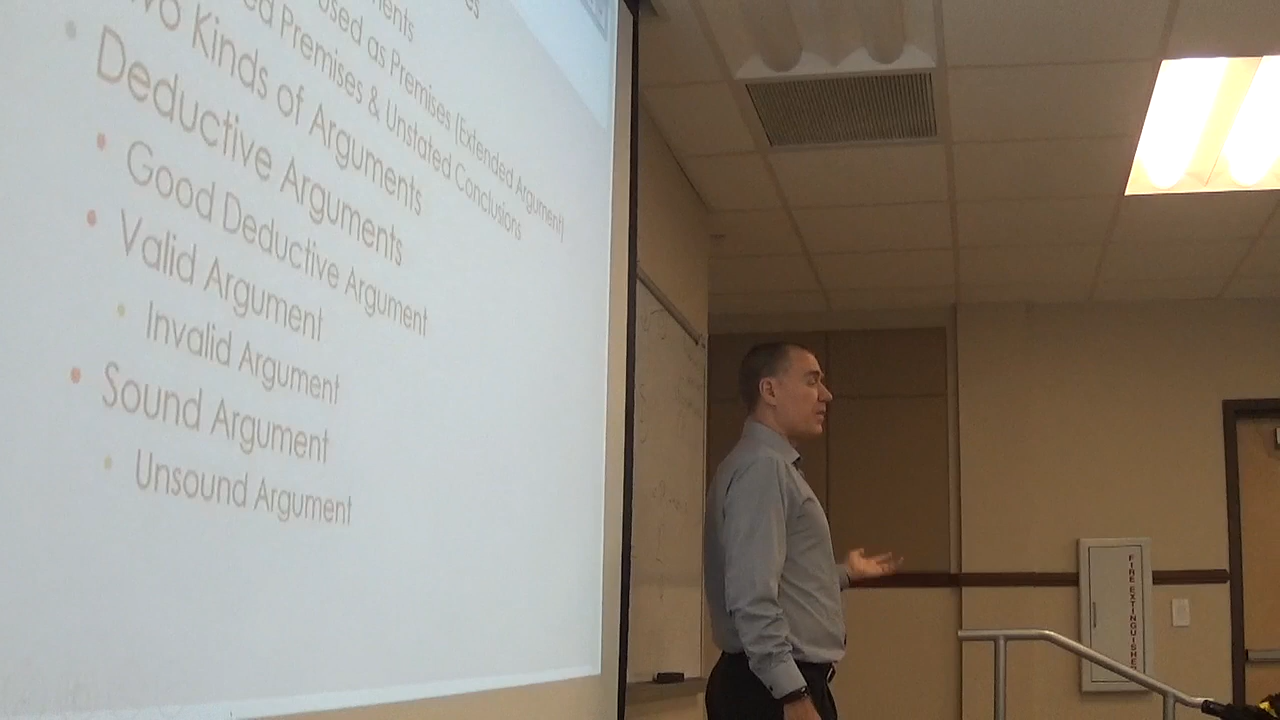 used as Premises (Extended Argument)
Premises & Unstated Conclusions
Kinds of Arguments
Deductive Arguments
Good Deductive Argument
Valid Argument
Invalid Argument
Sound Argument
Unsound Argument
FIRE EXTINGUISHER